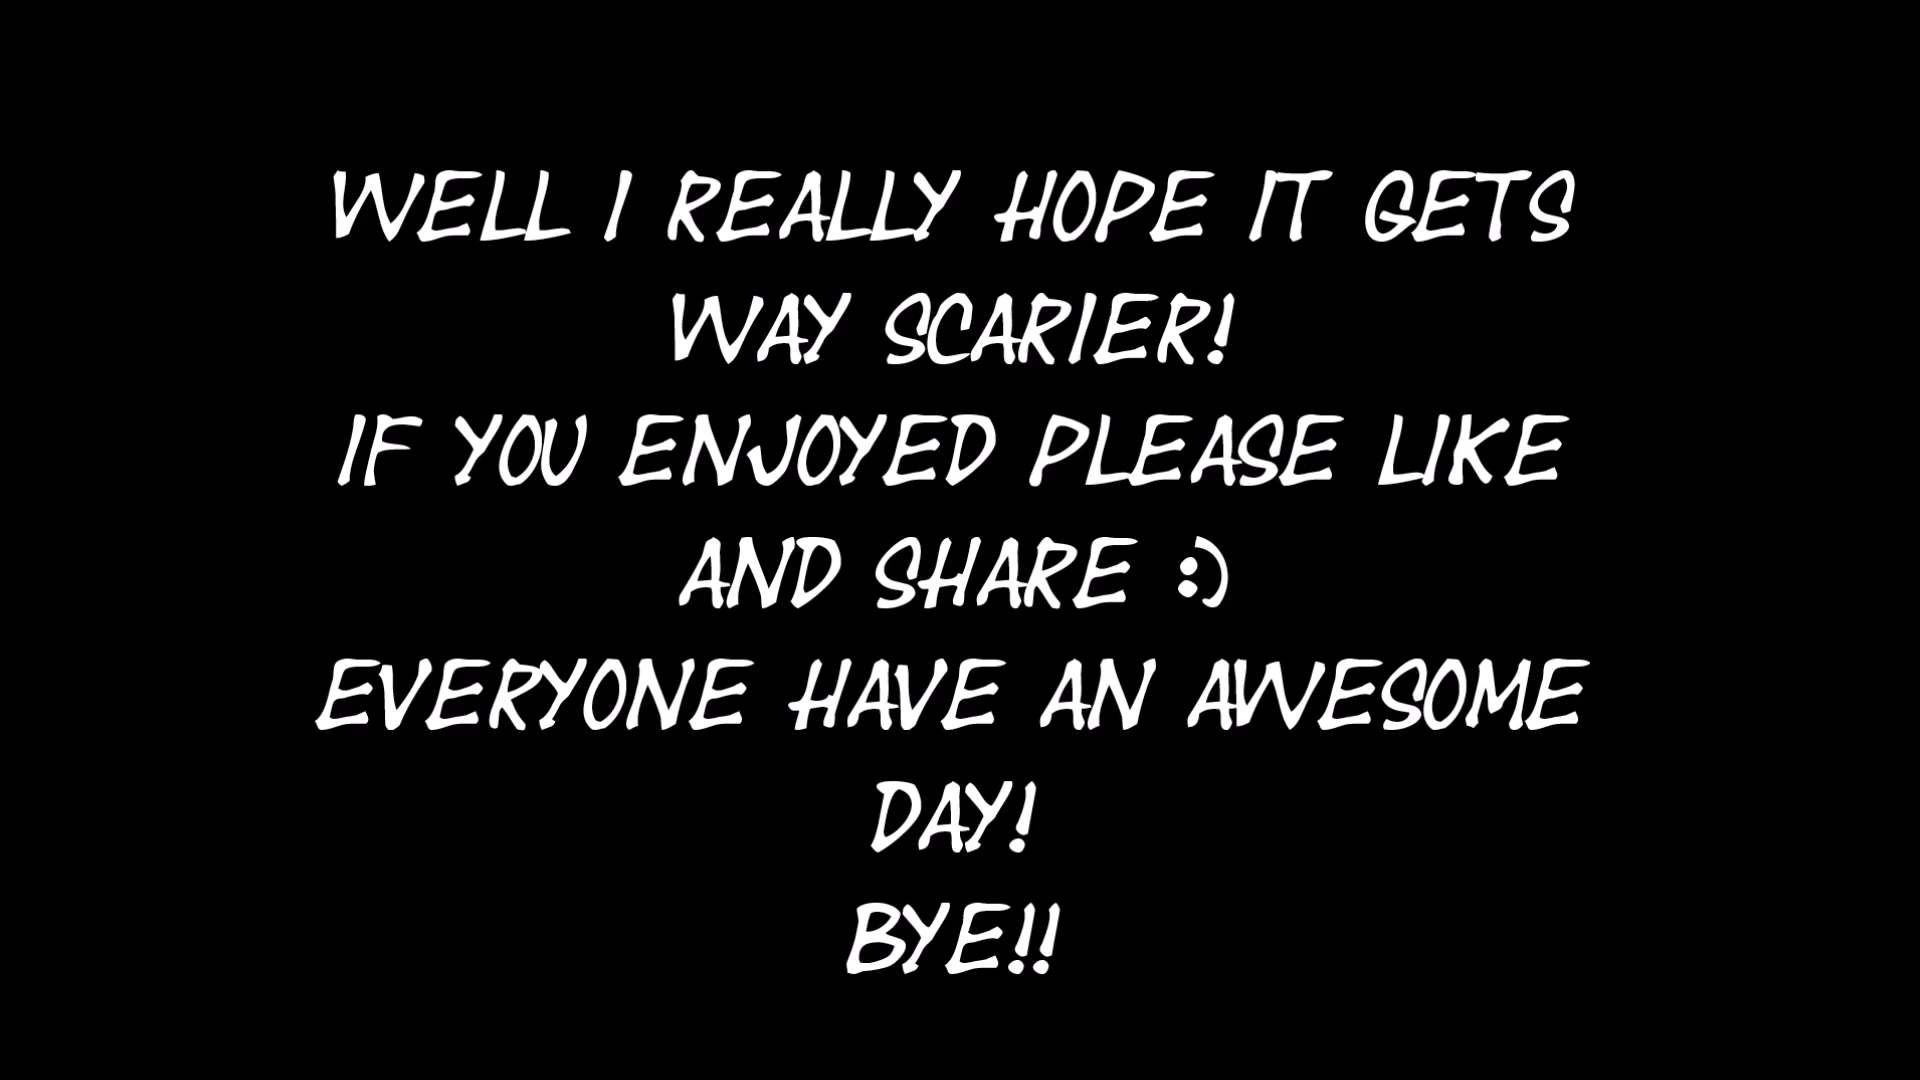 WELL I REALLY HOPE IT GETS
WAY SCARIER!
IF YOU ENJOYED PLEASE LIKE
AND SHARE :)
EVERYONE HAVE AN AWESOME
DAY!
BYE!!